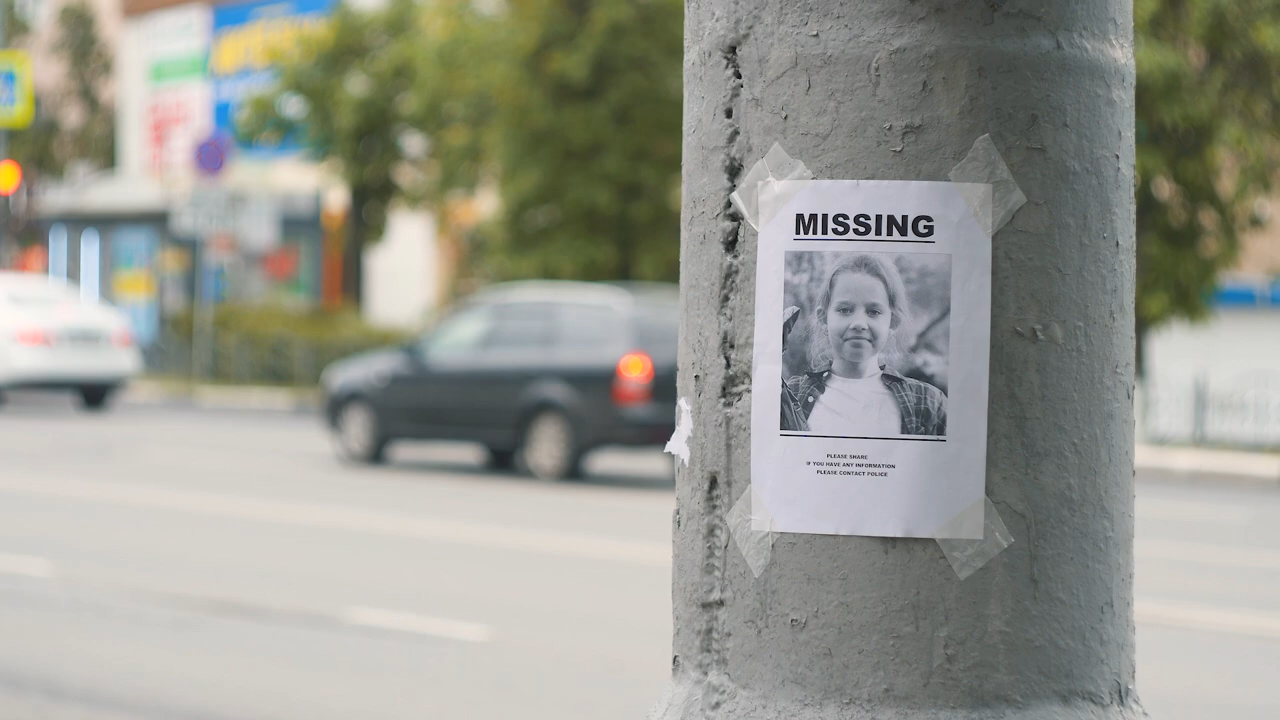 MISSING
PLEASE SHARE
IF YOU HAVE ANY INFORMATION
PLEASE CONTACT POLICE